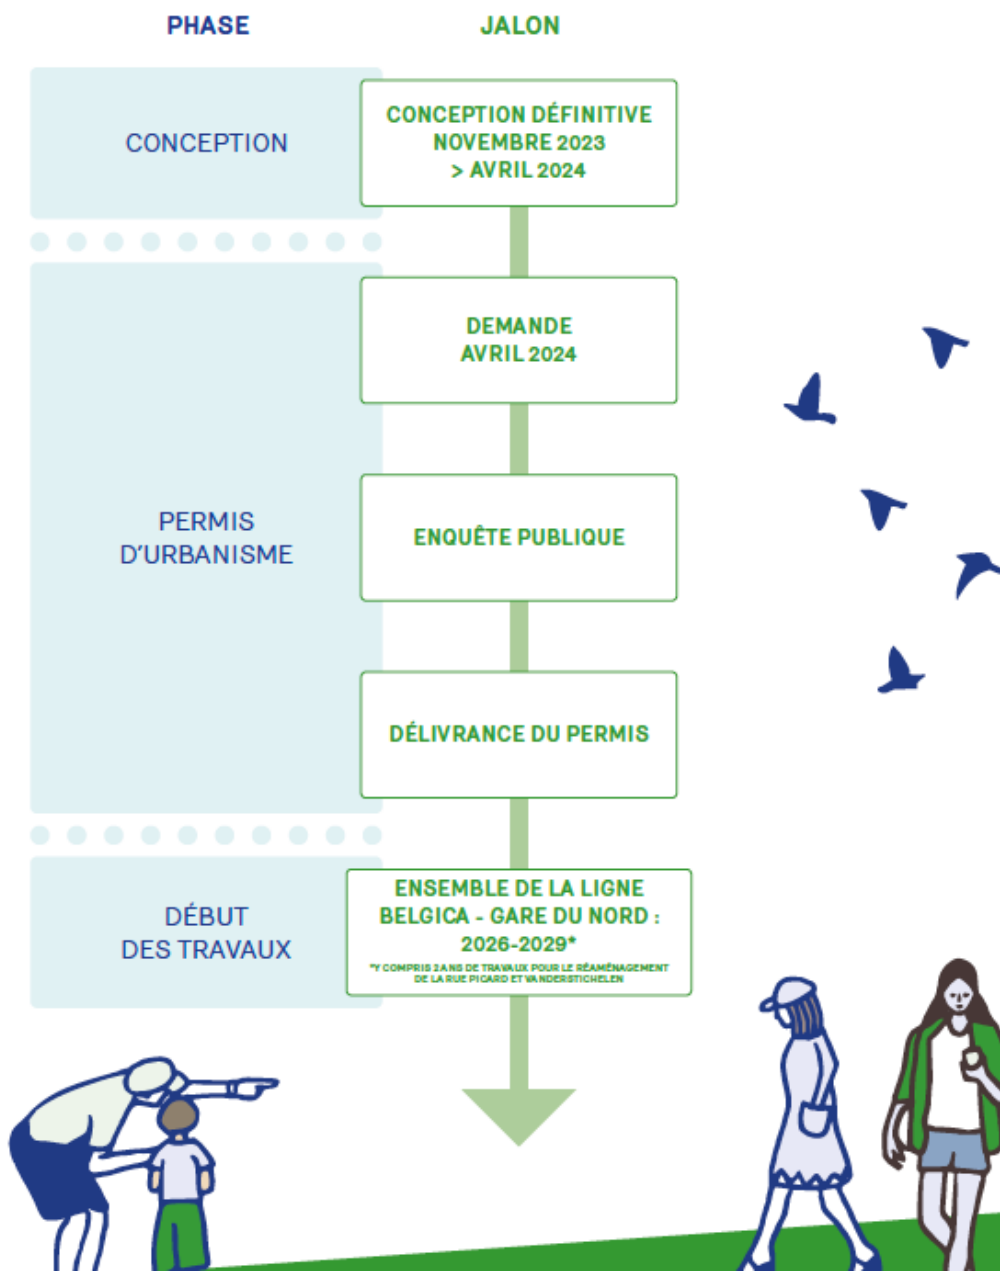 PHASE
JALON
CONCEPTION
CONCEPTION DÉFINITIVE
NOVEMBRE 2023
> AVRIL 2024
PERMIS
D'URBANISME
DEMANDE
AVRIL 2024
ENQUÊTE PUBLIQUE
DÉLIVRANCE DU PERMIS
DÉBUT
DES TRAVAUX
ENSEMBLE DE LA LIGNE
BELGICA - GARE DU NORD :
2026-2029*
*Y COMPRIS 2 ANS DE TRAVAUX POUR LE RÉAMÉNAGEMENT
DE LA RUE PICARD ET VANDERSTICHELEN